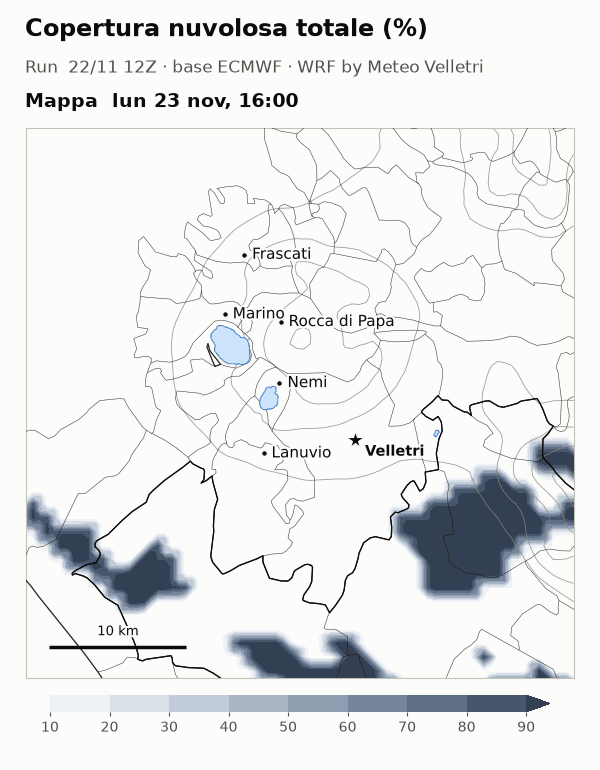 Copertura nuvolosa totale (%)
Run  22/11 12Z · base ECMWF · WRF by Meteo Velletri
Mappa  lun 23 nov, 16:00
Frascati
Marino
Rocca di Papa
Nemi
Velletri
Lanuvio
10 km
10 20 30 40 50 60 70 80 90